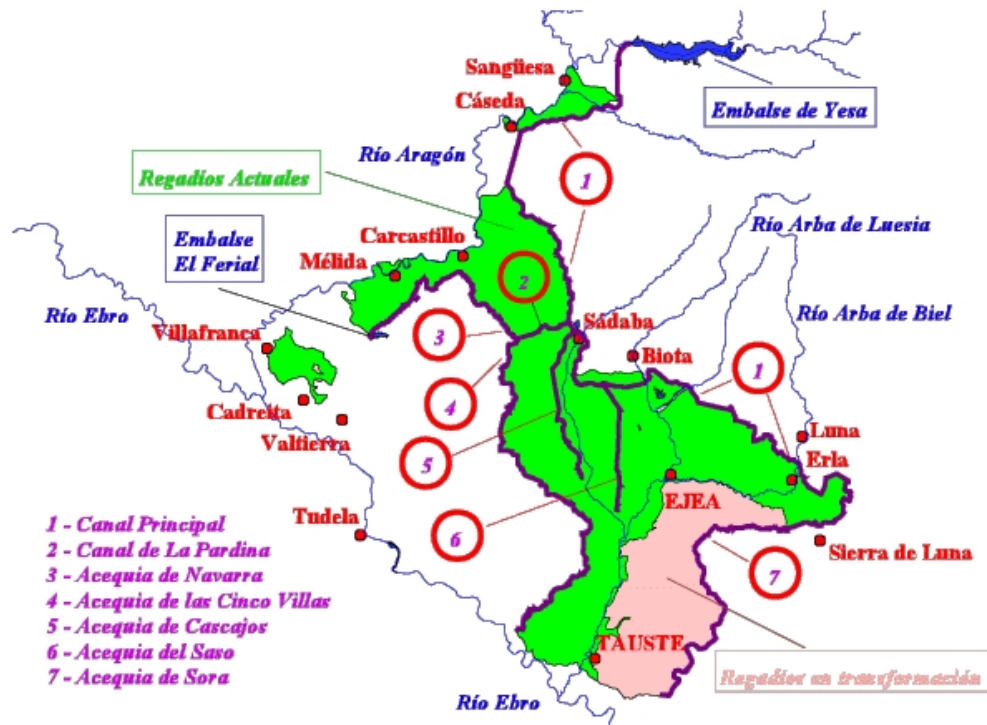 Sangüesa
Cáseda
Embalse de Yesa
Río Aragón
1
Regadíos Actuales
Río Arba de Luesia
Embalse
El Ferial
Carcastillo
2
Mélida
Río Ebro
Río Arba de Biel
Villafranca
3
Sádaba
Biota
1
4
Cadreita
Valtierra
Luna
5
Erla
EJEA
Tudela
6
Sierra de Luna
7
1 - Canal Principal
2 - Canal de La Pardina
3 - Acequia de Navarra
4 - Acequia de las Cinco Villas
5 - Acequia de Cascajos
6 - Acequia del Saso
7 - Acequia de Sora
TAUSTE
Regadíos en transformación
Río Ebro